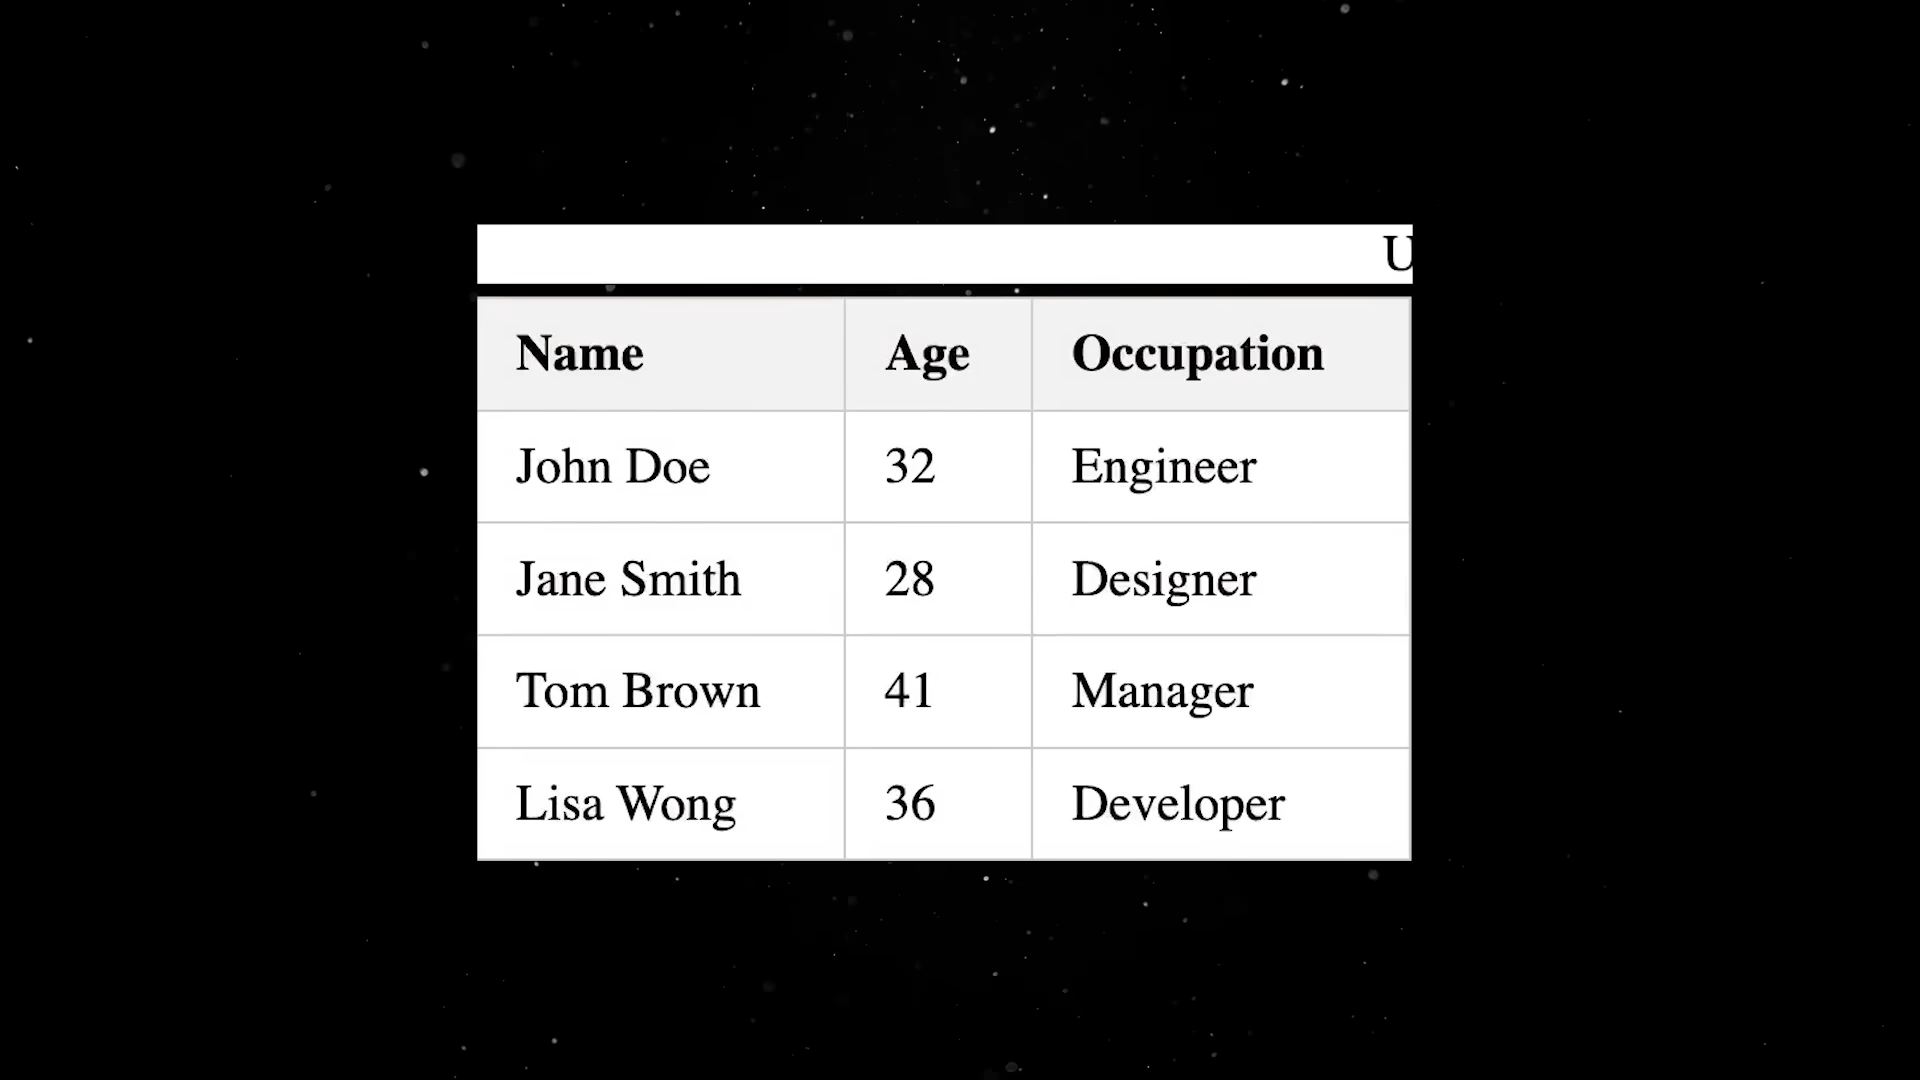 U
Name Age Occupation
John Doe 32 Engineer
Jane Smith 28 Designer
Tom Brown 41 Manager
Lisa Wong 36 Developer